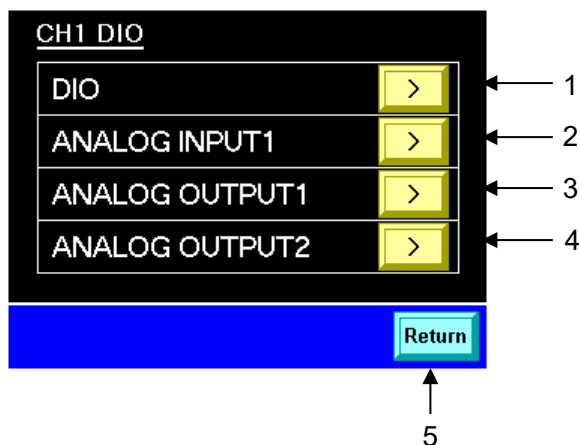 CH1 DIO
DIO > 1
ANALOG INPUT1 > 2
ANALOG OUTPUT1 > 3
ANALOG OUTPUT2 > 4
Return
5